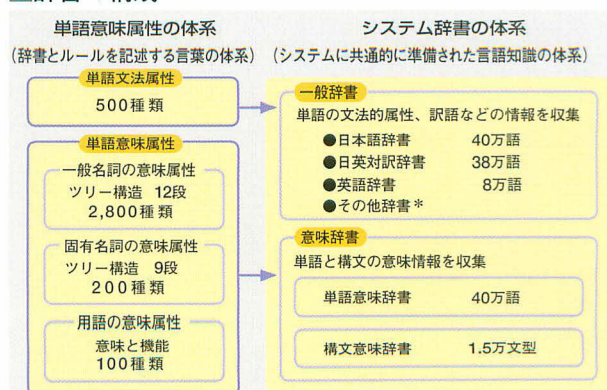 単語意味属性の体系
(辞書とルールを記述する言葉の体系)
単語文法属性
500種類
単語意味属性
一般名詞の意味属性
ツリー構造 12段
2,800種類
固有名詞の意味属性
ツリー構造 9段
200種類
用語の意味属性
意味と機能
100種類
システム辞書の体系
(システムに共通的に準備された言語知識の体系)
一般辞書
単語の文法的属性、訳語などの情報を収集
●日本語辞書 40万語
●日英対訳辞書 38万語
●英語辞書 8万語
●その他辞書*
意味辞書
単語と構文の意味情報を収集
単語意味辞書 40万語
構文意味辞書 1.5万文型